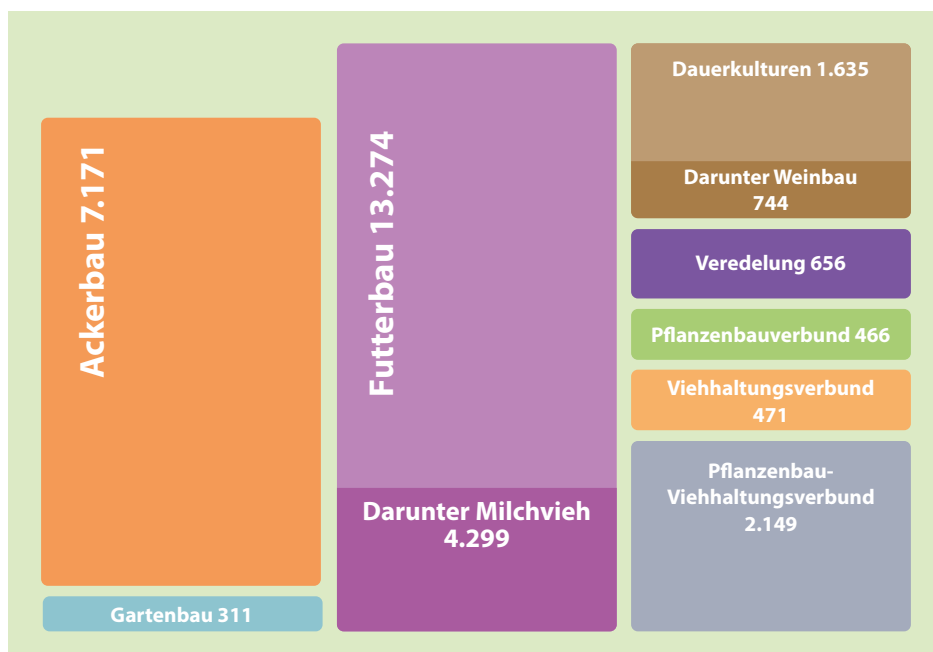 Ackerbau 7.171
Gartenbau 311
Futterbau 13.274
Darunter Milchvieh
4.299
Dauerkulturen 1.635
Darunter Weinbau
744
Veredelung 656
Pflanzenbauverbund 466
Viehhaltungsverbund
471
Pflanzenbau-
Viehhaltungsverbund
2.149